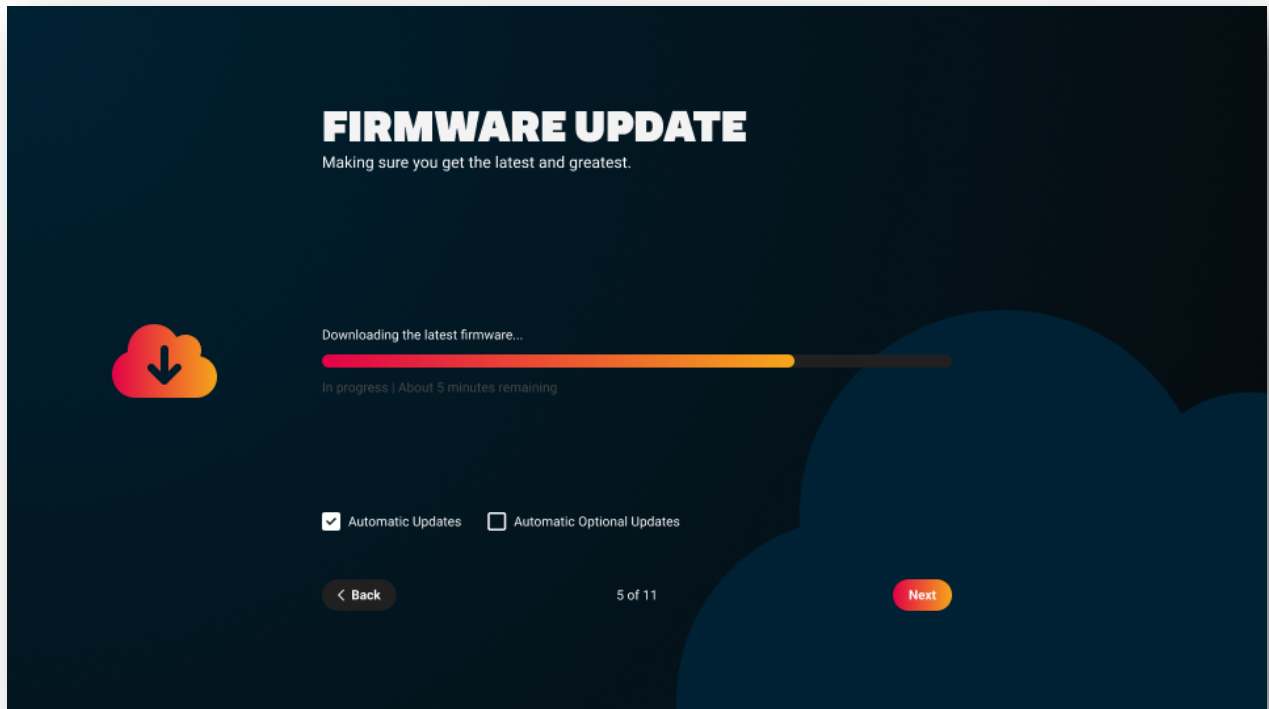 FIRMWARE UPDATE
Making sure you get the latest and greatest.
Downloading the latest firmware...
In progress | About 5 minutes remaining
Automatic Updates Automatic Optional Updates
Back 5 of 11 Next